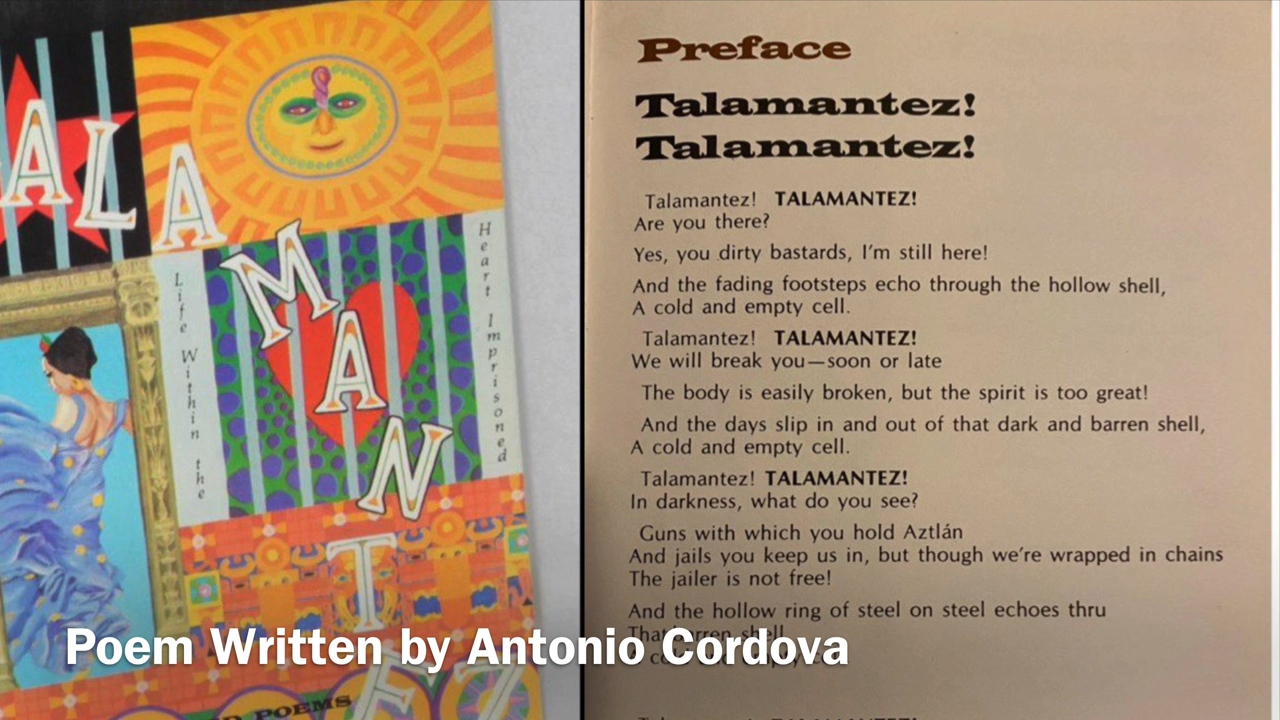 ALA
MANTEZ
Life Within the
Heart Imprisoned
POEMS
Preface
Talamantez!
Talamantez!
Talamantez! TALAMANTEZ!
Are you there?
Yes, you dirty bastards, I'm still here!
And the fading footsteps echo through the hollow shell,
A cold and empty cell.
Talamantez! TALAMANTEZ!
We will break you—soon or late
The body is easily broken, but the spirit is too great!
And the days slip in and out of that dark and barren shell,
A cold and empty cell.
Talamantez! TALAMANTEZ!
In darkness, what do you see?
Guns with which you hold Aztlán
And jails you keep us in, but though we're wrapped in chains
The jailer is not free!
And the hollow ring of steel on steel echoes thru
That barren shell
Poem Written by Antonio Cordova